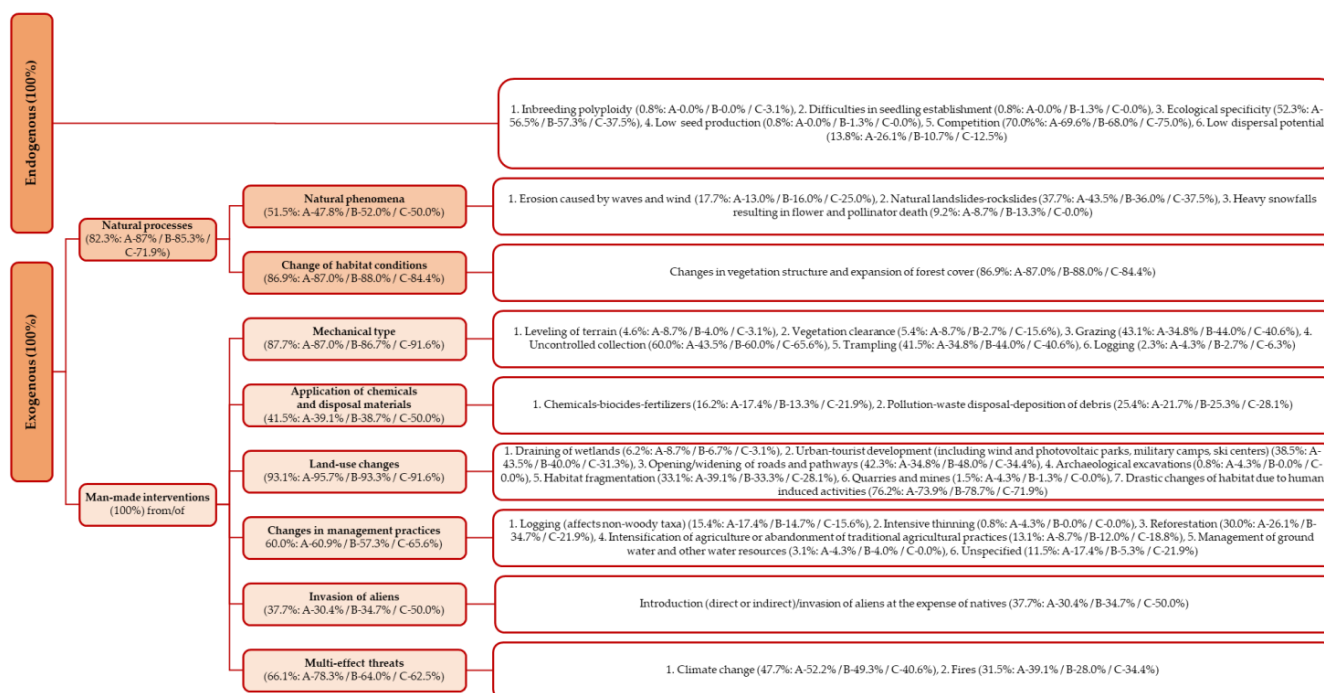 Endogenous (100%)
1. Inbreeding polyploidy (0.8%: A-0.0% / B-0.0% / C-3.1%), 2. Difficulties in seedling establishment (0.8%: A-0.0% / B-1.3% / C-0.0%), 3. Ecological specificity (52.3%: A-
56.5% / B-57.3% / C-37.5%), 4. Low seed production (0.8%: A-0.0% / B-1.3% / C-0.0%), 5. Competition (70.0%%: A-69.6% / B-68.0% / C-75.0%), 6. Low dispersal potential
(13.8%: A-26.1% / B-10.7% / C-12.5%)
Exogenous (100%)
Natural processes
(82.3%: A-87% / B-85.3% /
C-71.9%)
Natural phenomena
(51.5%: A-47.8% / B-52.0% / C-50.0%)
1. Erosion caused by waves and wind (17.7%: A-13.0% / B-16.0% / C-25.0%), 2. Natural landslides-rockslides (37.7%: A-43.5% / B-36.0% / C-37.5%), 3. Heavy snowfalls
resulting in flower and pollinator death (9.2%: A-8.7% / B-13.3% / C-0.0%)
Change of habitat conditions
(86.9%: A-87.0% / B-88.0% / C-84.4%)
Changes in vegetation structure and expansion of forest cover (86.9%: A-87.0% / B-88.0% / C-84.4%)
Man-made interventions
(100%) from/of
Mechanical type
(87.7%: A-87.0% / B-86.7% / C-91.6%)
1. Leveling of terrain (4.6%: A-8.7% / B-4.0% / C-3.1%), 2. Vegetation clearance (5.4%: A-8.7% / B-2.7% / C-15.6%), 3. Grazing (43.1%: A-34.8% / B-44.0% / C-40.6%), 4.
Uncontrolled collection (60.0%: A-43.5% / B-60.0% / C-65.6%), 5. Trampling (41.5%: A-34.8% / B-44.0% / C-40.6%), 6. Logging (2.3%: A-4.3% / B-2.7% / C-6.3%)
Application of chemicals
and disposal materials
(41.5%: A-39.1% / B-38.7% / C-50.0%)
1. Chemicals-biocides-fertilizers (16.2%: A-17.4% / B-13.3% / C-21.9%), 2. Pollution-waste disposal-deposition of debris (25.4%: A-21.7% / B-25.3% / C-28.1%)
Land-use changes
(93.1%: A-95.7% / B-93.3% / C-91.6%)
1. Draining of wetlands (6.2%: A-8.7% / B-6.7% / C-3.1%), 2. Urban-tourist development (including wind and photovoltaic parks, military camps, ski centers) (38.5%: A-
43.5% / B-40.0% / C-31.3%), 3. Opening/widening of roads and pathways (42.3%: A-34.8% / B-48.0% / C-34.4%), 4. Archaeological excavations (0.8%: A-4.3% / B-0.0% / C-
0.0%), 5. Habitat fragmentation (33.1%: A-39.1% / B-33.3% / C-28.1%), 6. Quarries and mines (1.5%: A-4.3% / B-1.3% / C-0.0%), 7. Drastic changes of habitat due to human
induced activities (76.2%: A-73.9% / B-78.7% / C-71.9%)
Changes in management practices
60.0%: A-60.9% / B-57.3% / C-65.6%)
1. Logging (affects non-woody taxa) (15.4%: A-17.4% / B-14.7% / C-15.6%), 2. Intensive thinning (0.8%: A-4.3% / B-0.0% / C-0.0%), 3. Reforestation (30.0%: A-26.1% / B-
34.7% / C-21.9%), 4. Intensification of agriculture or abandonment of traditional agricultural practices (13.1%: A-8.7% / B-12.0% / C-18.8%), 5. Management of ground
water and other water resources (3.1%: A-4.3% / B-4.0% / C-0.0%), 6. Unspecified (11.5%: A-17.4% / B-5.3% / C-21.9%)
Invasion of aliens
(37.7%: A-30.4% / B-34.7% / C-50.0%)
Introduction (direct or indirect)/invasion of aliens at the expense of natives (37.7%: A-30.4% / B-34.7% / C-50.0%)
Multi-effect threats
(66.1%: A-78.3% / B-64.0% / C-62.5%)
1. Climate change (47.7%: A-52.2% / B-49.3% / C-40.6%), 2. Fires (31.5%: A-39.1% / B-28.0% / C-34.4%)